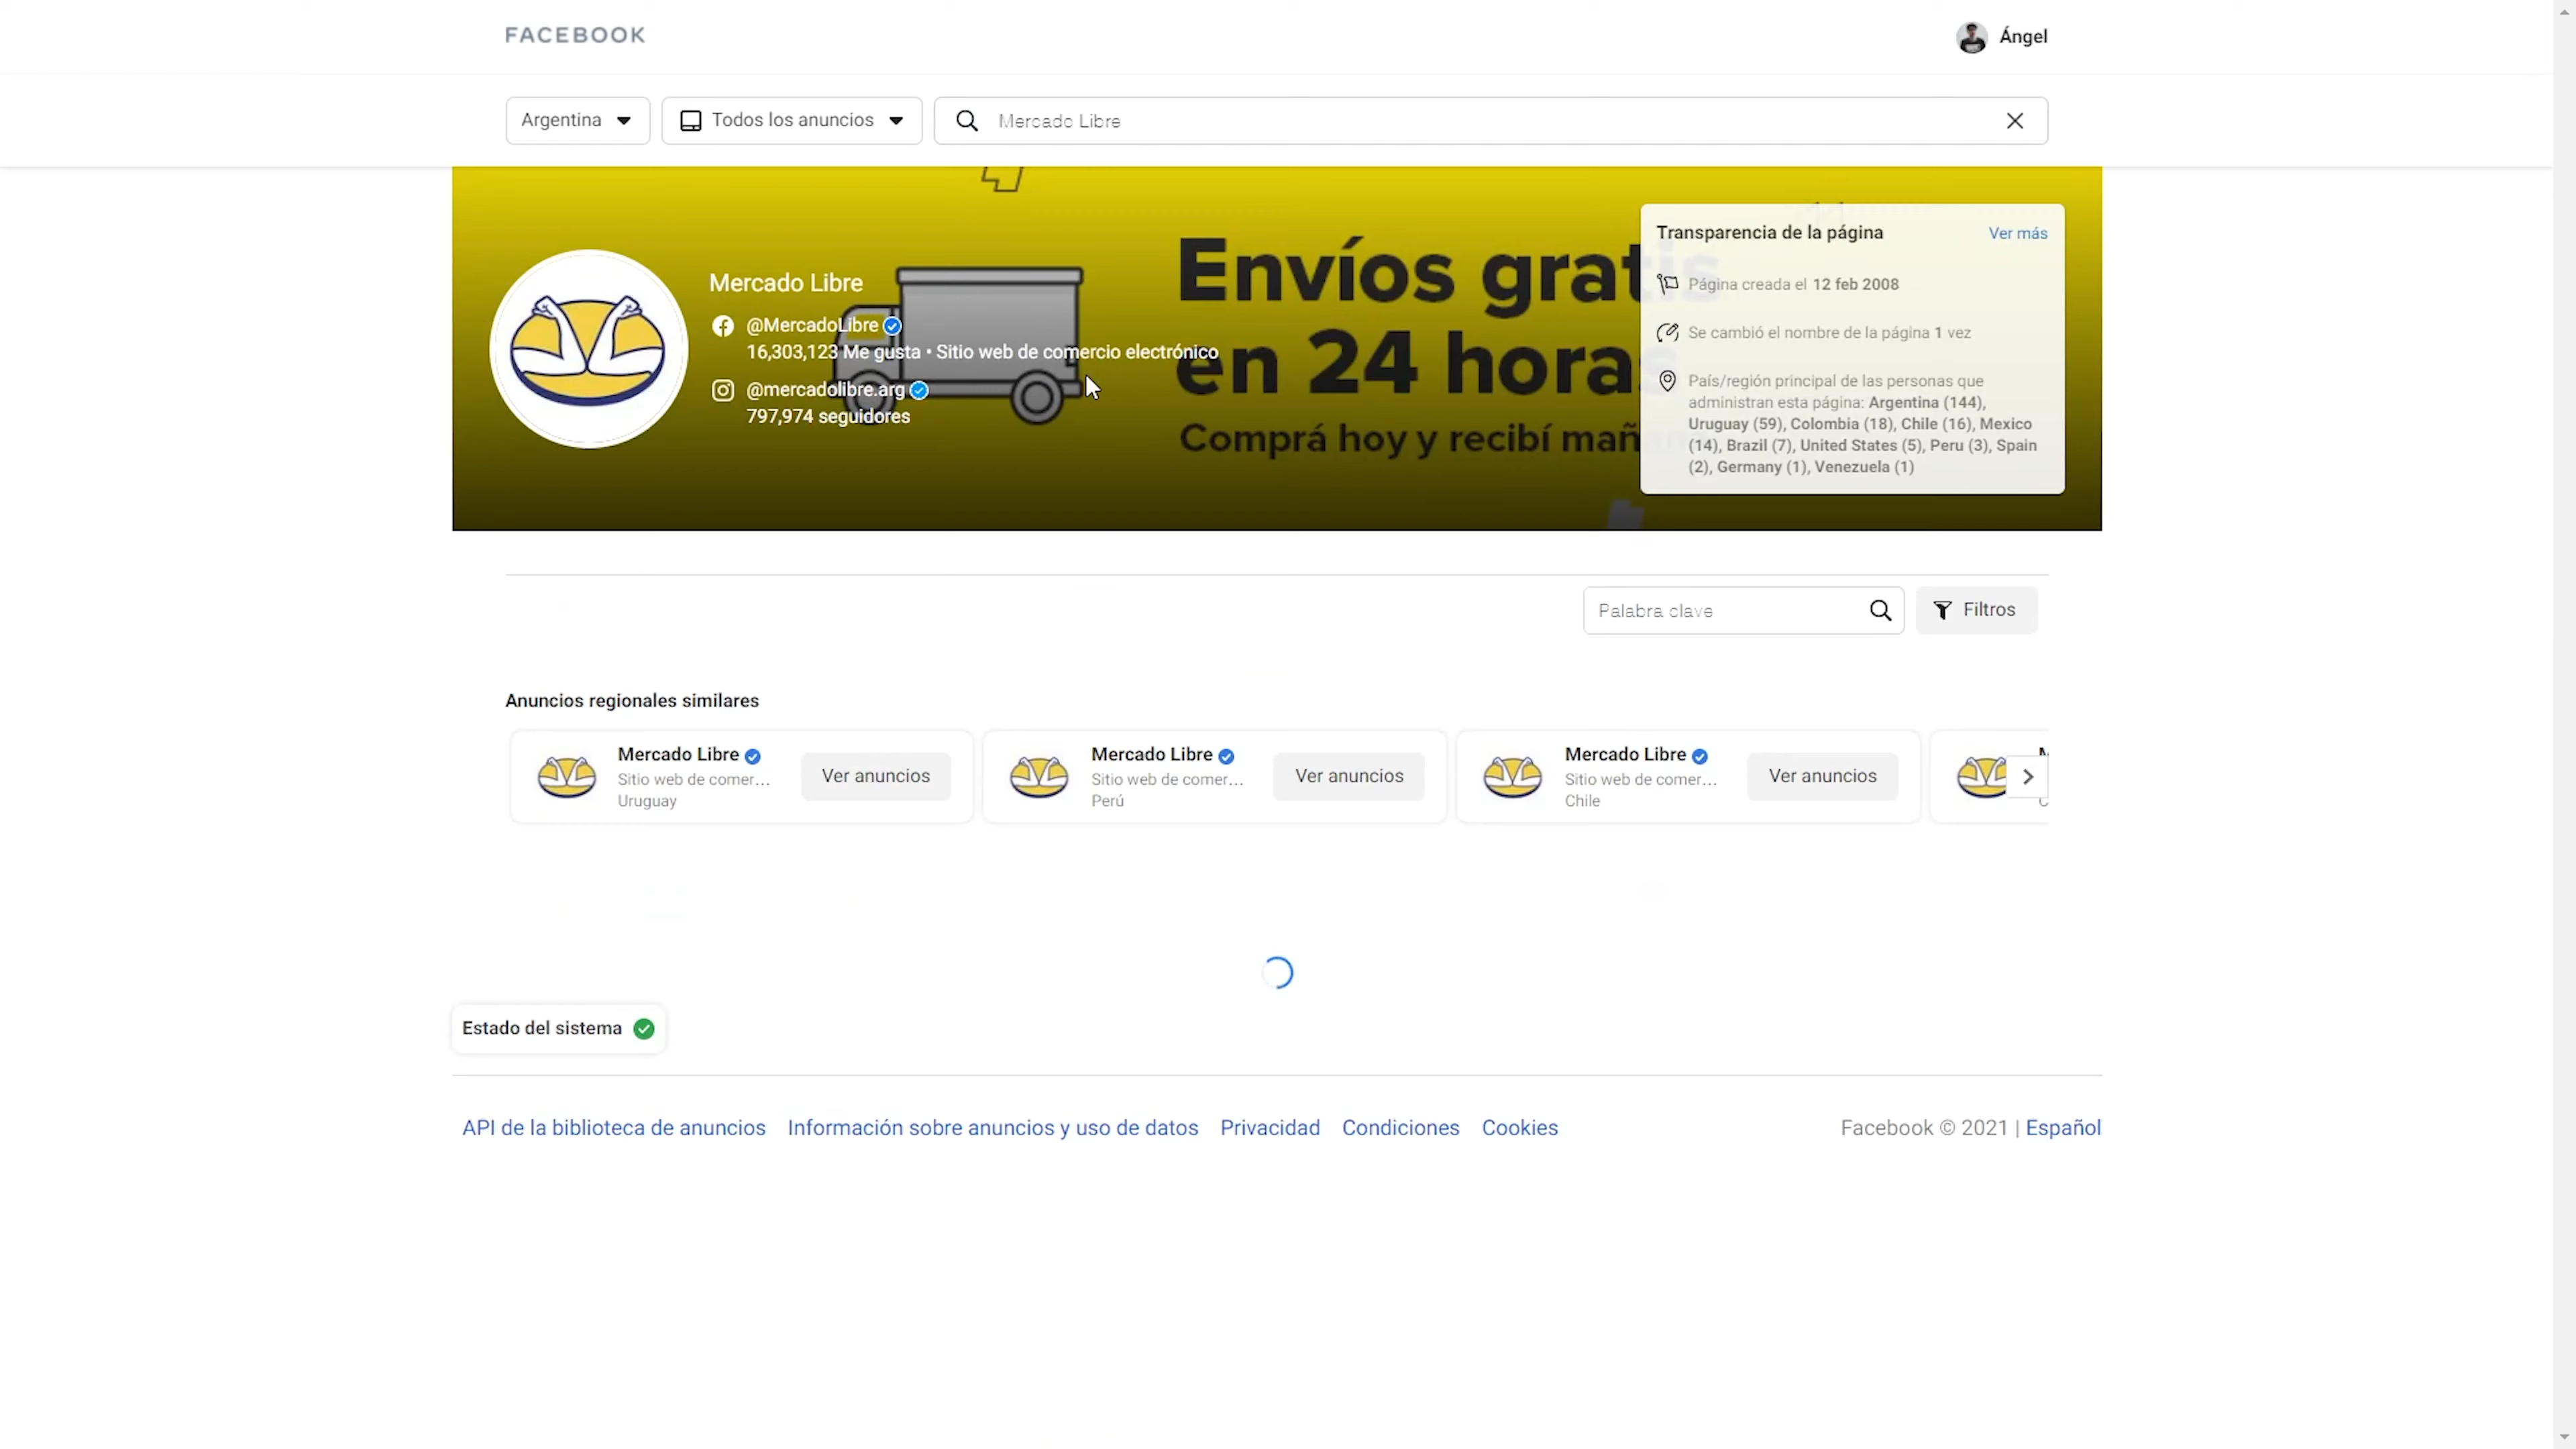 FACEBOOK
Ángel
Argentina
Todos los anuncios
Mercado Libre
Envíos gratis
en 24 horas
Comprá hoy y recibí
Mercado Libre
@MercadoLibre
16,303,123 Me gusta • Sitio web de comercio electrónico
@mercadolibre.arg
797,974 seguidores
Transparencia de la página
Ver más
Página creada el 12 feb 2008
Se cambió el nombre de la página 1 vez
País/región principal de las personas que
administran esta página: Argentina (144),
Uruguay (59), Colombia (18), Chile (16), Mexico
(14), Brazil (7), United States (5), Peru (3), Spain
(2), Germany (1), Venezuela (1)
Palabra clave
Filtros
Anuncios regionales similares
Mercado Libre
Sitio web de comer...
Uruguay
Ver anuncios
Mercado Libre
Sitio web de comer...
Perú
Ver anuncios
Mercado Libre
Sitio web de comer...
Chile
Ver anuncios
Estado del sistema
API de la biblioteca de anuncios
Información sobre anuncios y uso de datos
Privacidad
Condiciones
Cookies
Facebook © 2021 | Español